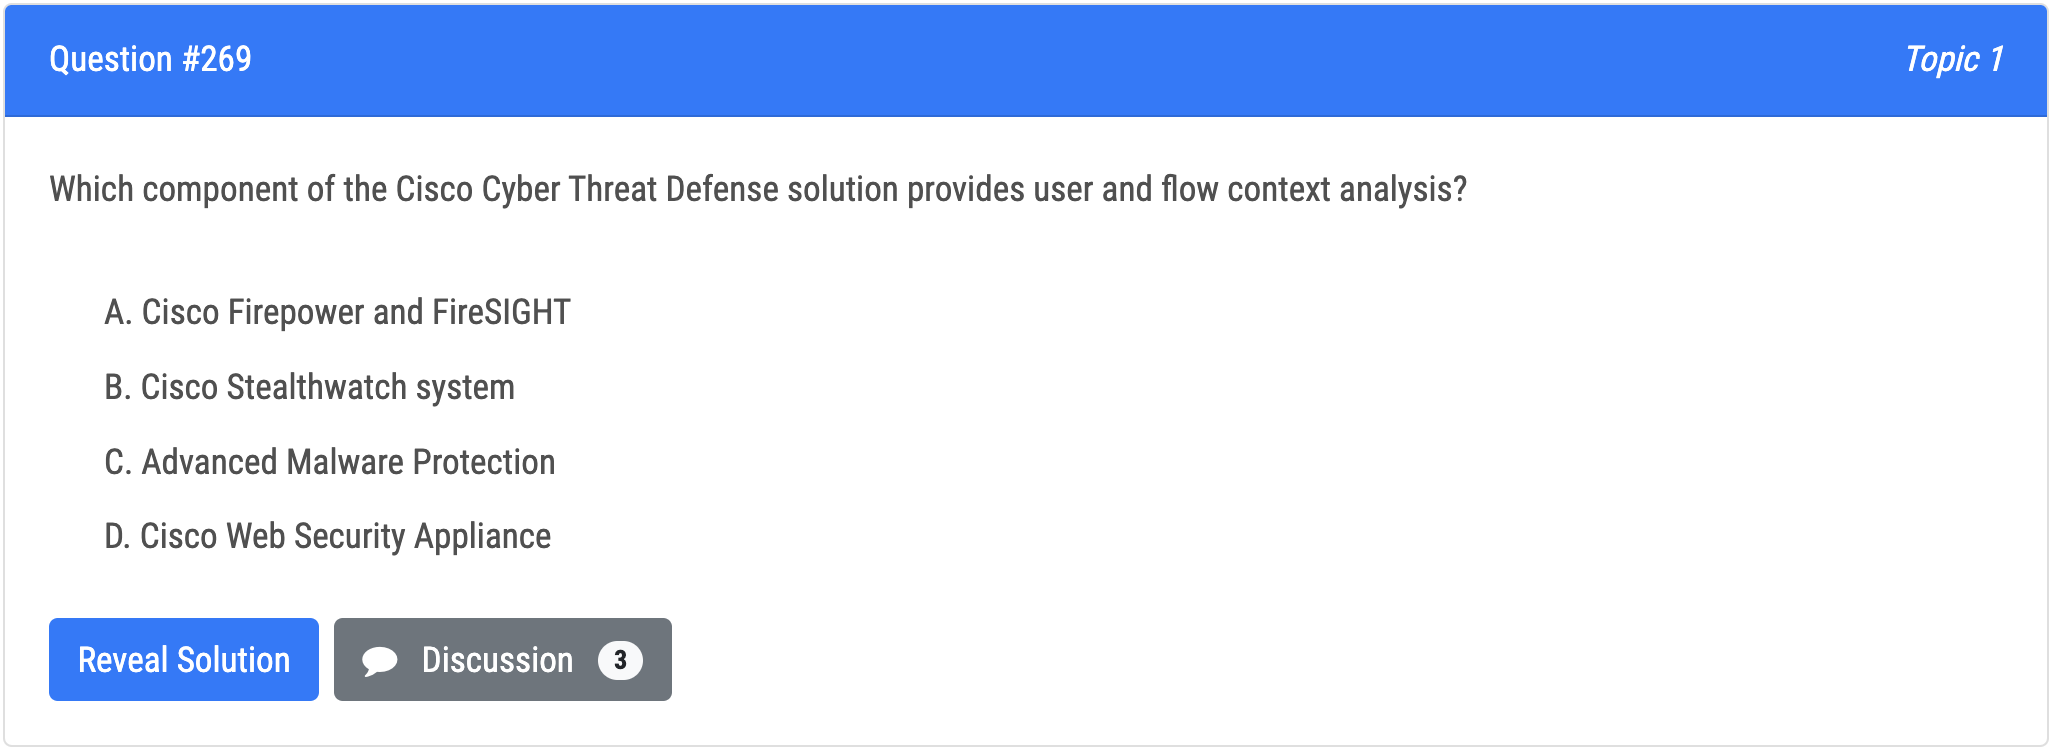 Question #269
Topic 1
Which component of the Cisco Cyber Threat Defense solution provides user and flow context analysis?
A. Cisco Firepower and FireSIGHT
B. Cisco Stealthwatch system
C. Advanced Malware Protection
D. Cisco Web Security Appliance
Reveal Solution
Discussion 3